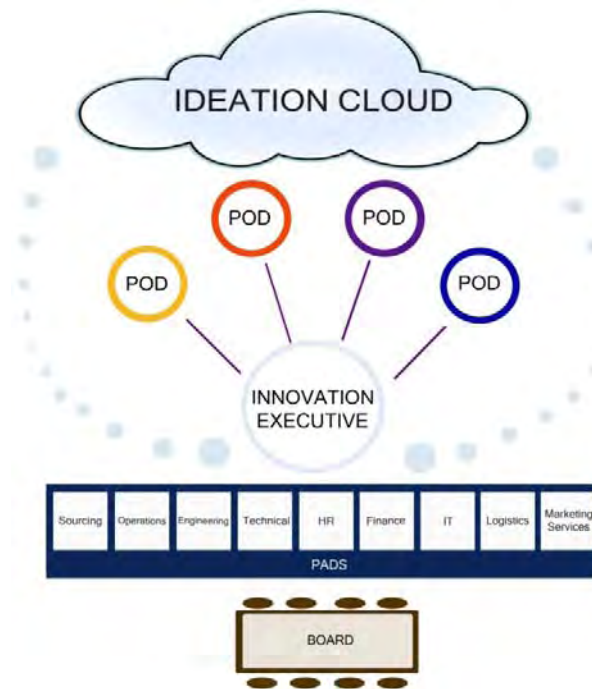 IDEATION CLOUD
POD
POD
POD
POD
INNOVATION
EXECUTIVE
Sourcing
Operations
Engineering
Technical
HR
Finance
IT
Logistics
Marketing
Services
PADS
BOARD